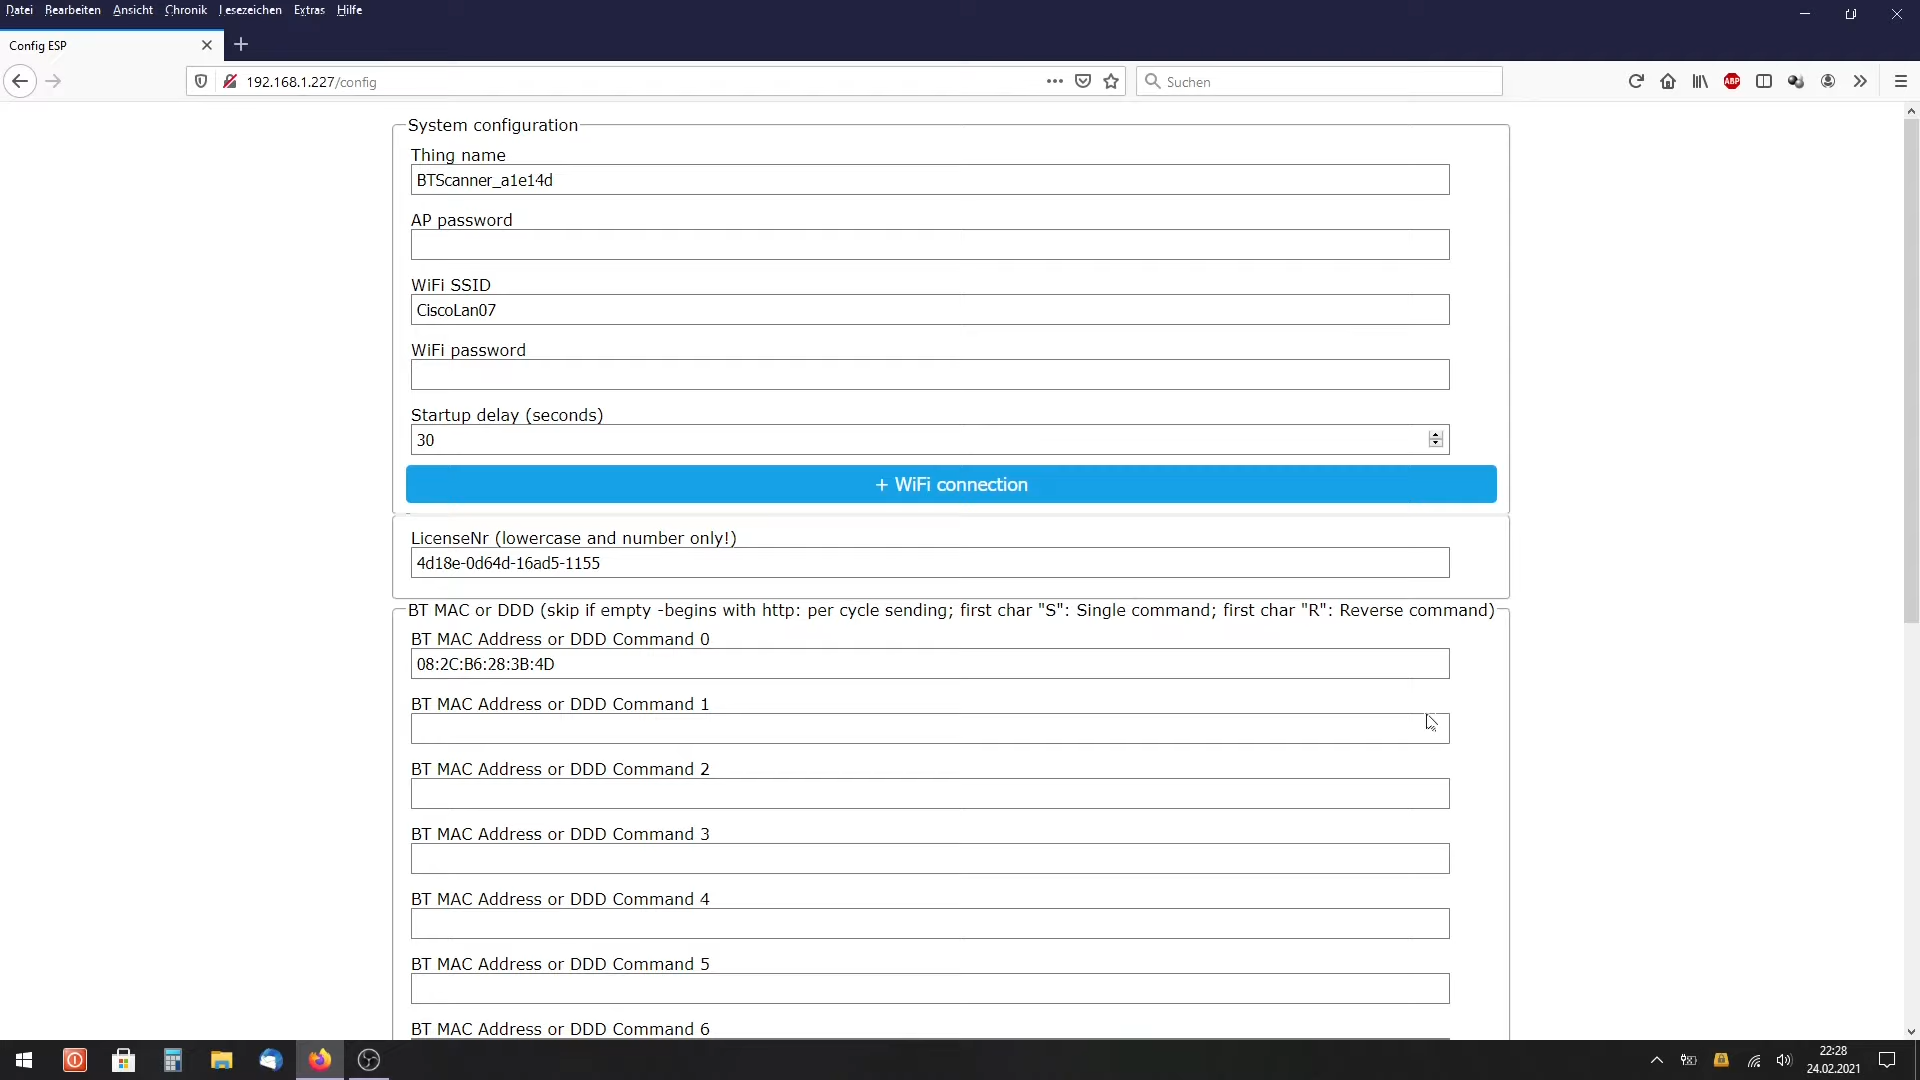 Datei Bearbeiten Ansicht Chronik Lesezeichen Extras Hilfe
Config ESP
192.168.1.227/config
Suchen
ABP
System configuration
Thing name
BTScanner_a1e14d
AP password
WiFi SSID
CiscoLan07
WiFi password
Startup delay (seconds)
30
+ WiFi connection
LicenseNr (lowercase and number only!)
4d18e-0d64d-16ad5-1155
BT MAC or DDD (skip if empty -begins with http: per cycle sending; first char "S": Single command; first char "R": Reverse command)
BT MAC Address or DDD Command 0
08:2C:B6:28:3B:4D
BT MAC Address or DDD Command 1
BT MAC Address or DDD Command 2
BT MAC Address or DDD Command 3
BT MAC Address or DDD Command 4
BT MAC Address or DDD Command 5
BT MAC Address or DDD Command 6
22:28
24.02.2021